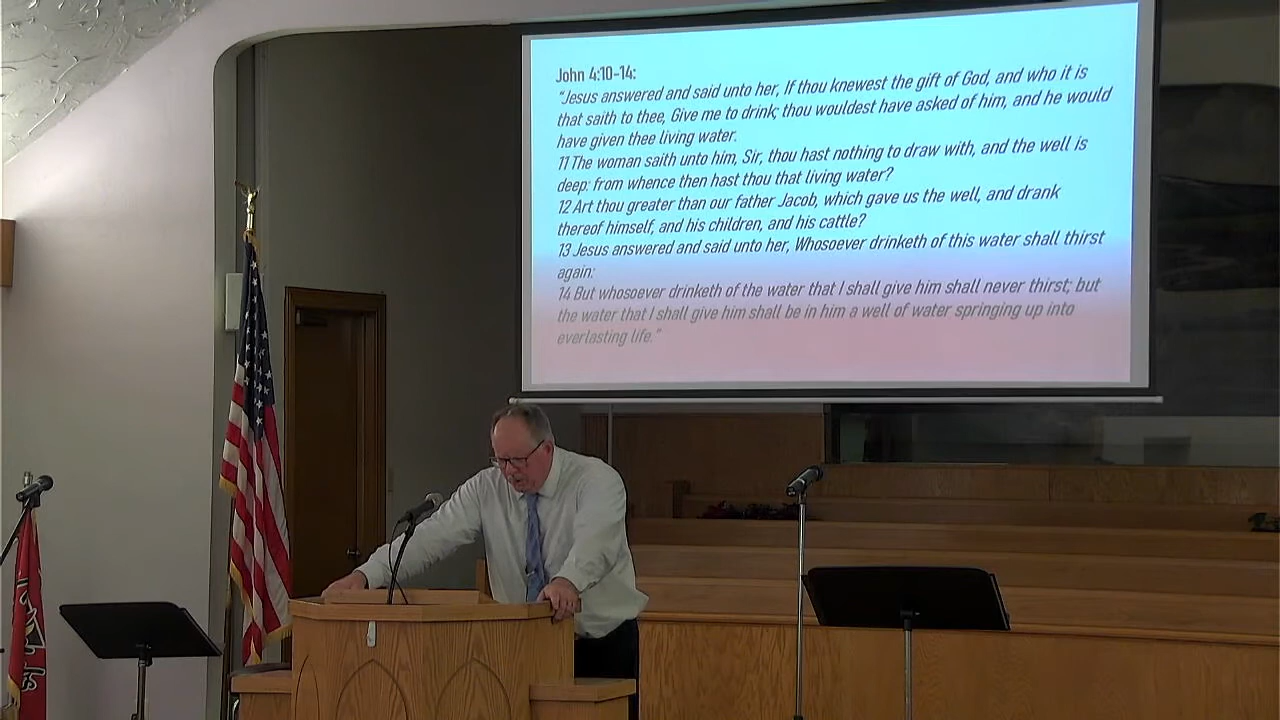 John 4:10-14:
"Jesus answered and said unto her, If thou knewest the gift of God, and who it is
that saith to thee, Give me to drink; thou wouldest have asked of him, and he would
have given thee living water.
11 The woman saith unto him, Sir, thou hast nothing to draw with, and the well is
deep: from whence then hast thou that living water?
12 Art thou greater than our father Jacob, which gave us the well, and drank
thereof himself, and his children, and his cattle?
13 Jesus answered and said unto her, Whosoever drinketh of this water shall thirst
again:
14 But whosoever drinketh of the water that I shall give him shall never thirst; but
the water that I shall give him shall be in him a well of water springing up into
everlasting life."